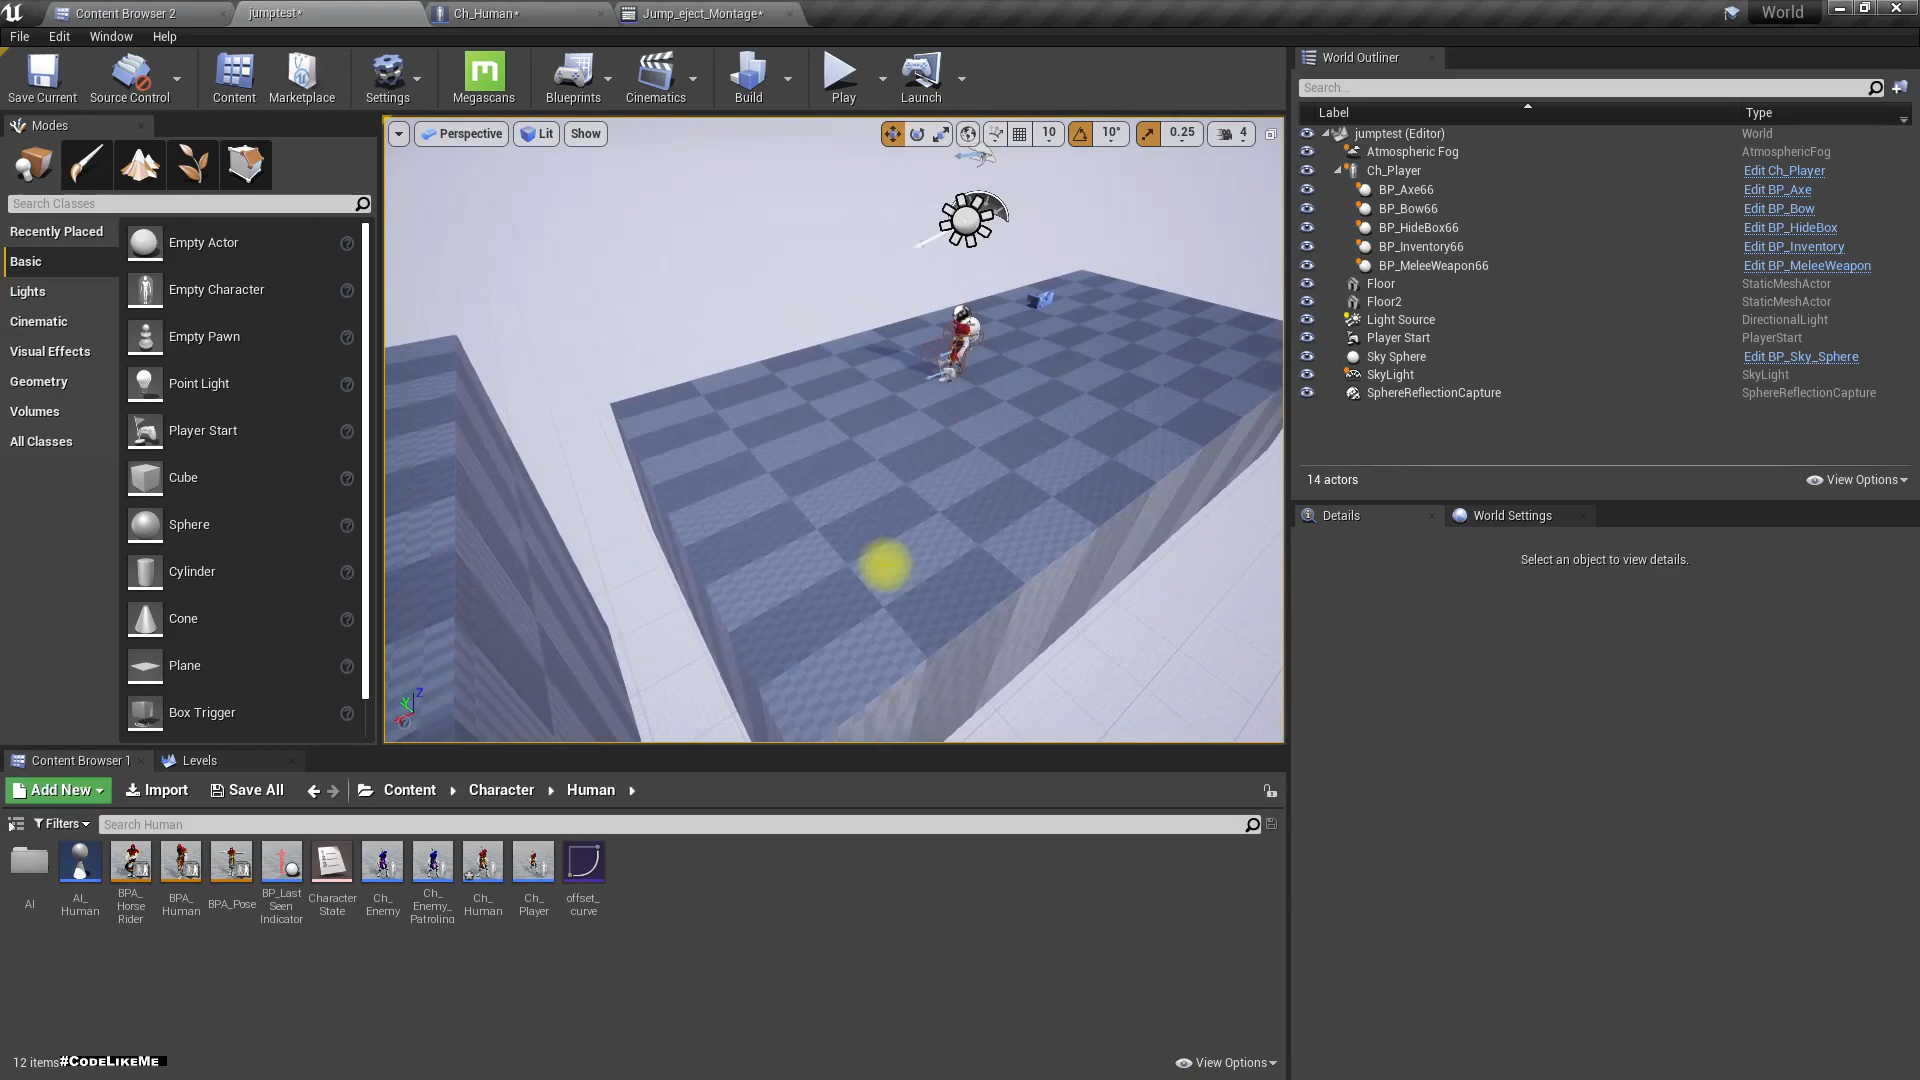 Content Browser 2
jumptest*
Ch_Human*
Jump_eject_Montage*
World
File
Edit
Window
Help
Save Current
Source Control
Content
Marketplace
Settings
Megascans
Blueprints
Cinematics
Build
Play
Launch
World Outliner
Search...
Label
Type
jumptest (Editor)
World
Atmospheric Fog
AtmosphericFog
Ch_Player
Edit Ch_Player
BP_Axe66
Edit BP_Axe
BP_Bow66
Edit BP_Bow
BP_HideBox66
Edit BP_HideBox
BP_Inventory66
Edit BP_Inventory
BP_MeleeWeapon66
Edit BP_MeleeWeapon
Floor
StaticMeshActor
Floor2
StaticMeshActor
Light Source
DirectionalLight
Player Start
PlayerStart
Sky Sphere
Edit BP_Sky_Sphere
SkyLight
SkyLight
SphereReflectionCapture
SphereReflectionCapture
14 actors
View Options
Details
World Settings
Select an object to view details.
Modes
Search Classes
Recently Placed
Basic
Lights
Cinematic
Visual Effects
Geometry
Volumes
All Classes
Empty Actor
Empty Character
Empty Pawn
Point Light
Player Start
Cube
Sphere
Cylinder
Cone
Plane
Box Trigger
Perspective
Lit
Show
10
10°
0.25
4
Z
Content Browser 1
Levels
Add New
Import
Save All
Content
Character
Human
Filters
Search Human
AI
AI_
Human
BPA_
Horse
Rider
BPA_
Human
BPA_Pose
BP_Last
Seen
Indicator
Character
State
Ch_
Enemy
Ch_
Enemy_
Patroling
Ch_
Human
Ch_
Player
offset_
curve
12 items
#CodeLikeMe
View Options